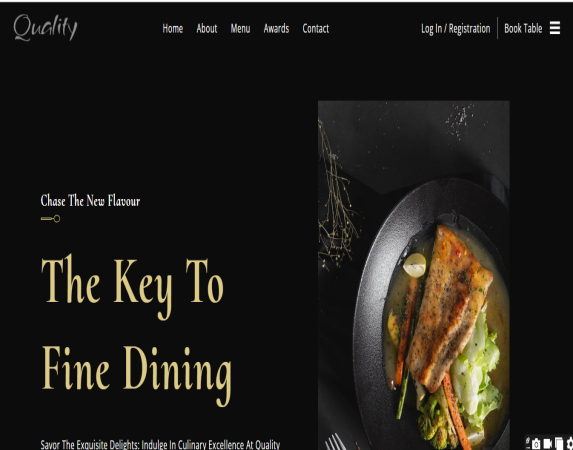 Quality
Home About Menu Awards Contact
Log In / Registration Book Table
Chase The New Flavour
The Key To
Fine Dining
Savor The Exquisite Delights: Indulge In Culinary Excellence At Quality